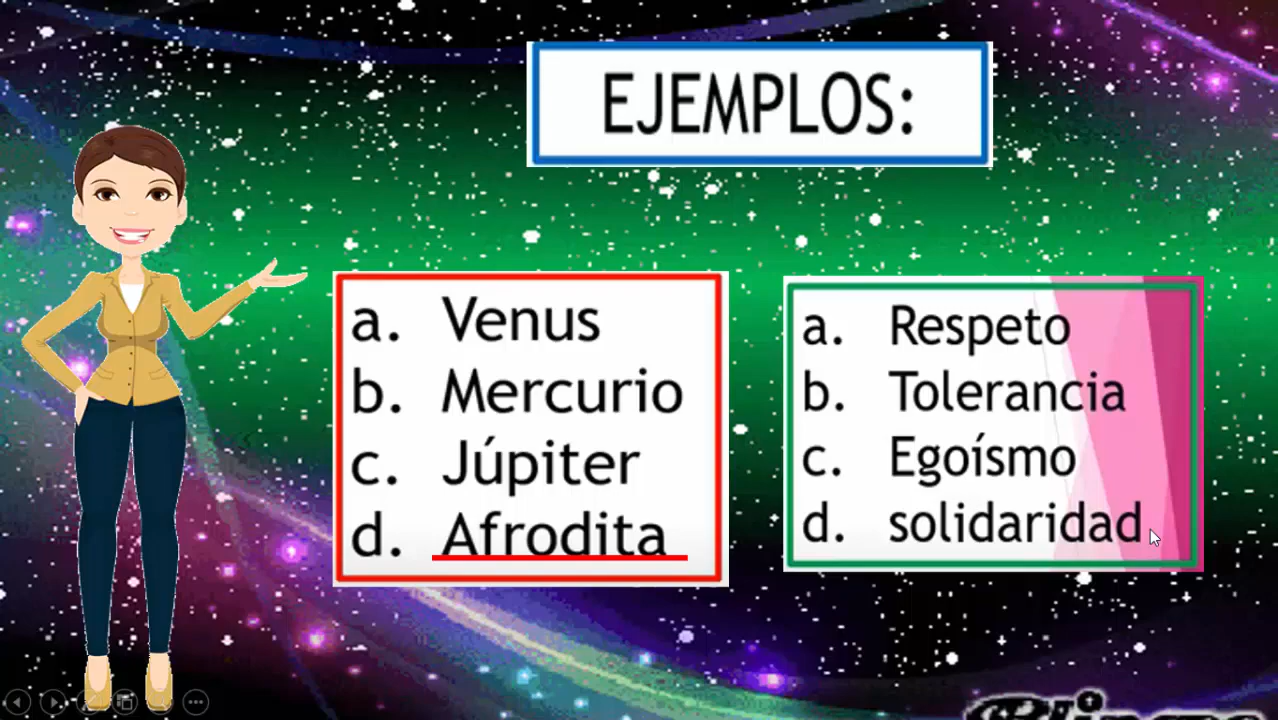 EJEMPLOS:
a. Venus
b. Mercurio
c. Júpiter
d. Afrodita
a. Respeto
b. Tolerancia
c. Egoísmo
d. solidaridad